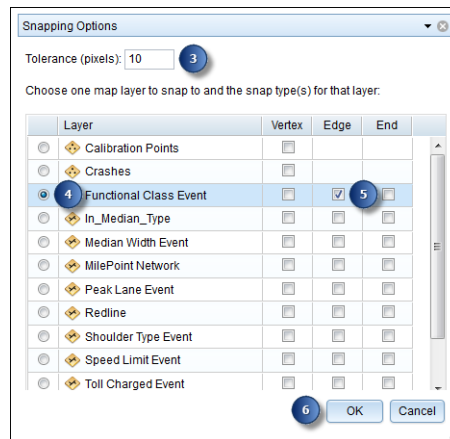 Snapping Options
Tolerance (pixels): 10 3
Choose one map layer to snap to and the snap type(s) for that layer:
Layer Vertex Edge End
Calibration Points
Crashes
4 Functional Class Event 5
In_Median_Type
Median Width Event
MilePoint Network
Peak Lane Event
Redline
Shoulder Type Event
Speed Limit Event
Toll Charged Event
6 OK Cancel